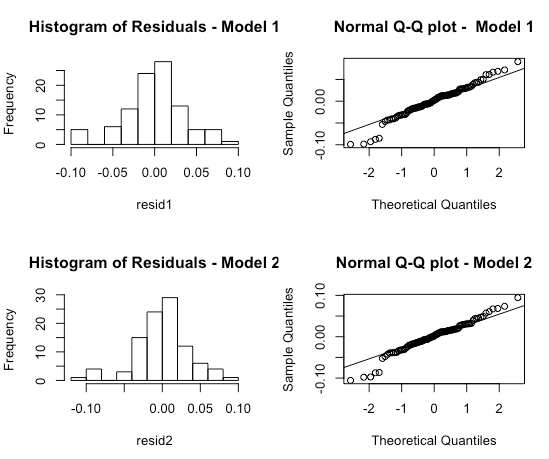 Histogram of Residuals - Model 1
Frequency
0 10 20
-0.10 -0.05 0.00 0.05 0.10
resid1
Normal Q-Q plot -  Model 1
Sample Quantiles
-0.10 0.00
-2 -1 0 1 2
Theoretical Quantiles
Histogram of Residuals - Model 2
Frequency
0 10 20 30
-0.10 0.00 0.05 0.10
resid2
Normal Q-Q plot - Model 2
Sample Quantiles
-0.10 0.00 0.10
-2 -1 0 1 2
Theoretical Quantiles